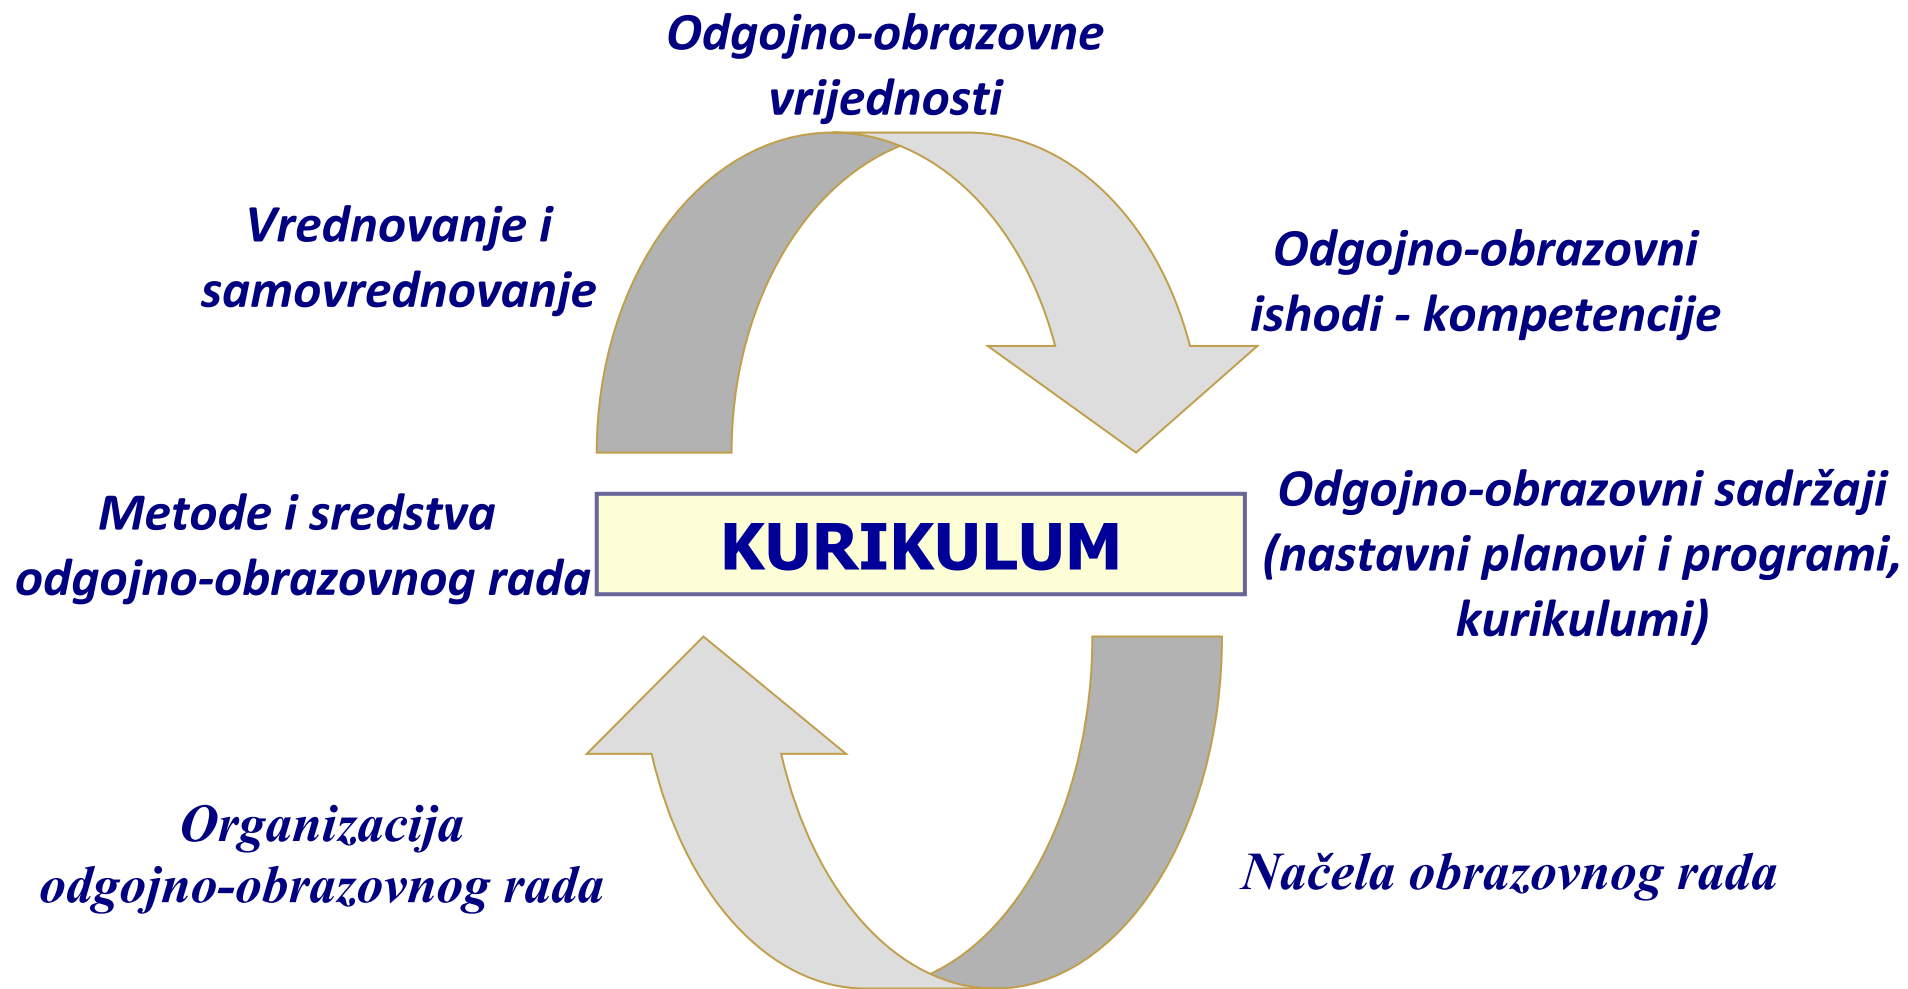 Odgojno-obrazovne
vrijednosti
Vrednovanje i
samovrednovanje
Odgojno-obrazovni
ishodi - kompetencije
Metode i sredstva
odgojno-obrazovnog rada
KURIKULUM
Odgojno-obrazovni sadržaji
(nastavni planovi i programi,
kurikulumi)
Organizacija
odgojno-obrazovnog rada
Načela obrazovnog rada